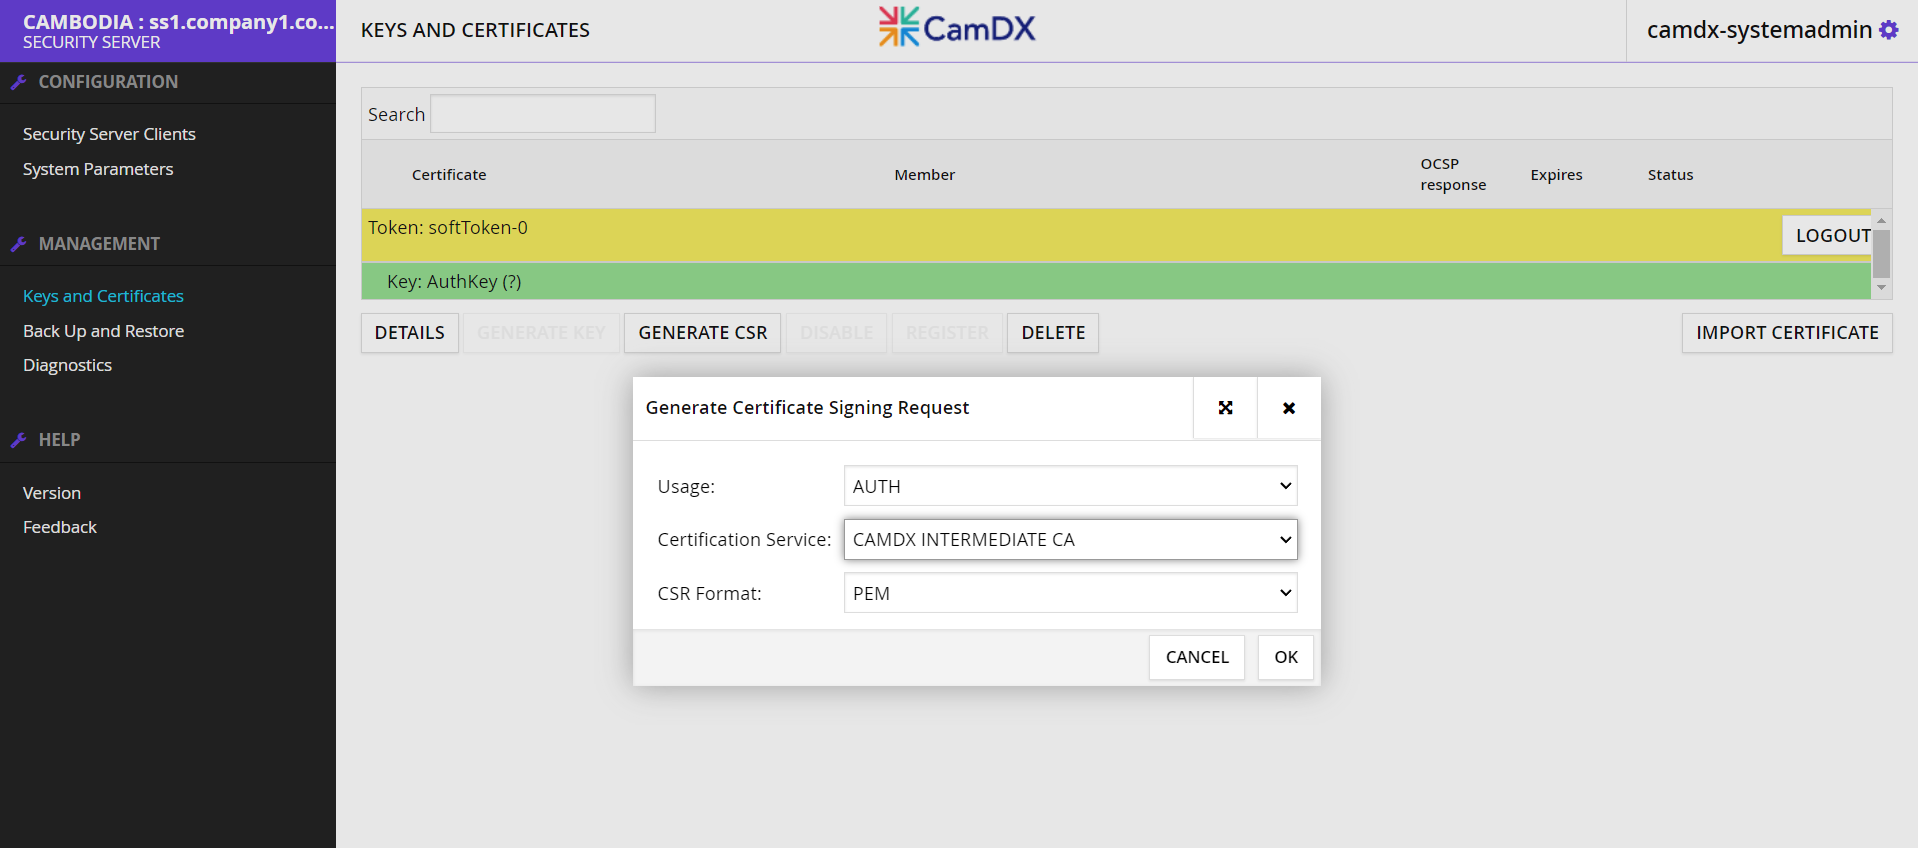 CAMBODIA : ss1.company1.co...
SECURITY SERVER
KEYS AND CERTIFICATES
CamDX
camdx-systemadmin
CONFIGURATION
Security Server Clients
System Parameters
MANAGEMENT
Keys and Certificates
Back Up and Restore
Diagnostics
HELP
Version
Feedback
Search
Certificate
Member
OCSP
response
Expires
Status
Token: softToken-0
LOGOUT
Key: AuthKey (?)
DETAILS
GENERATE KEY
GENERATE CSR
DISABLE
REGISTER
DELETE
IMPORT CERTIFICATE
Generate Certificate Signing Request
Usage:
AUTH
Certification Service:
CAMDX INTERMEDIATE CA
CSR Format:
PEM
CANCEL
OK